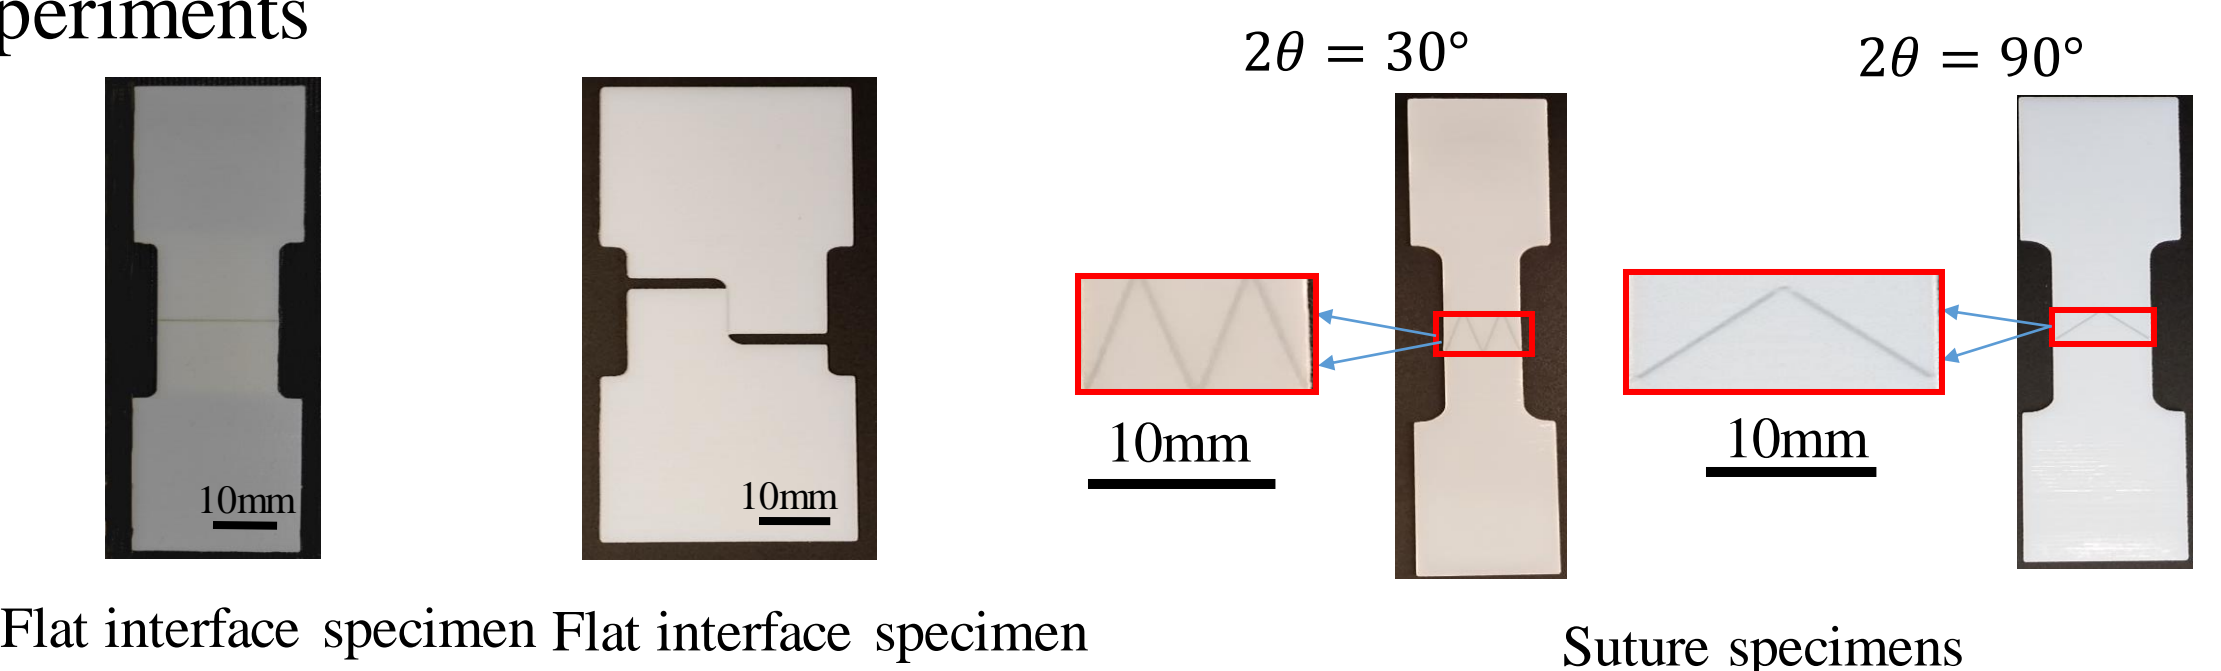 periments
2θ = 30°
2θ = 90°
10mm
10mm
10mm
10mm
Flat interface specimen
Flat interface specimen
Suture specimens